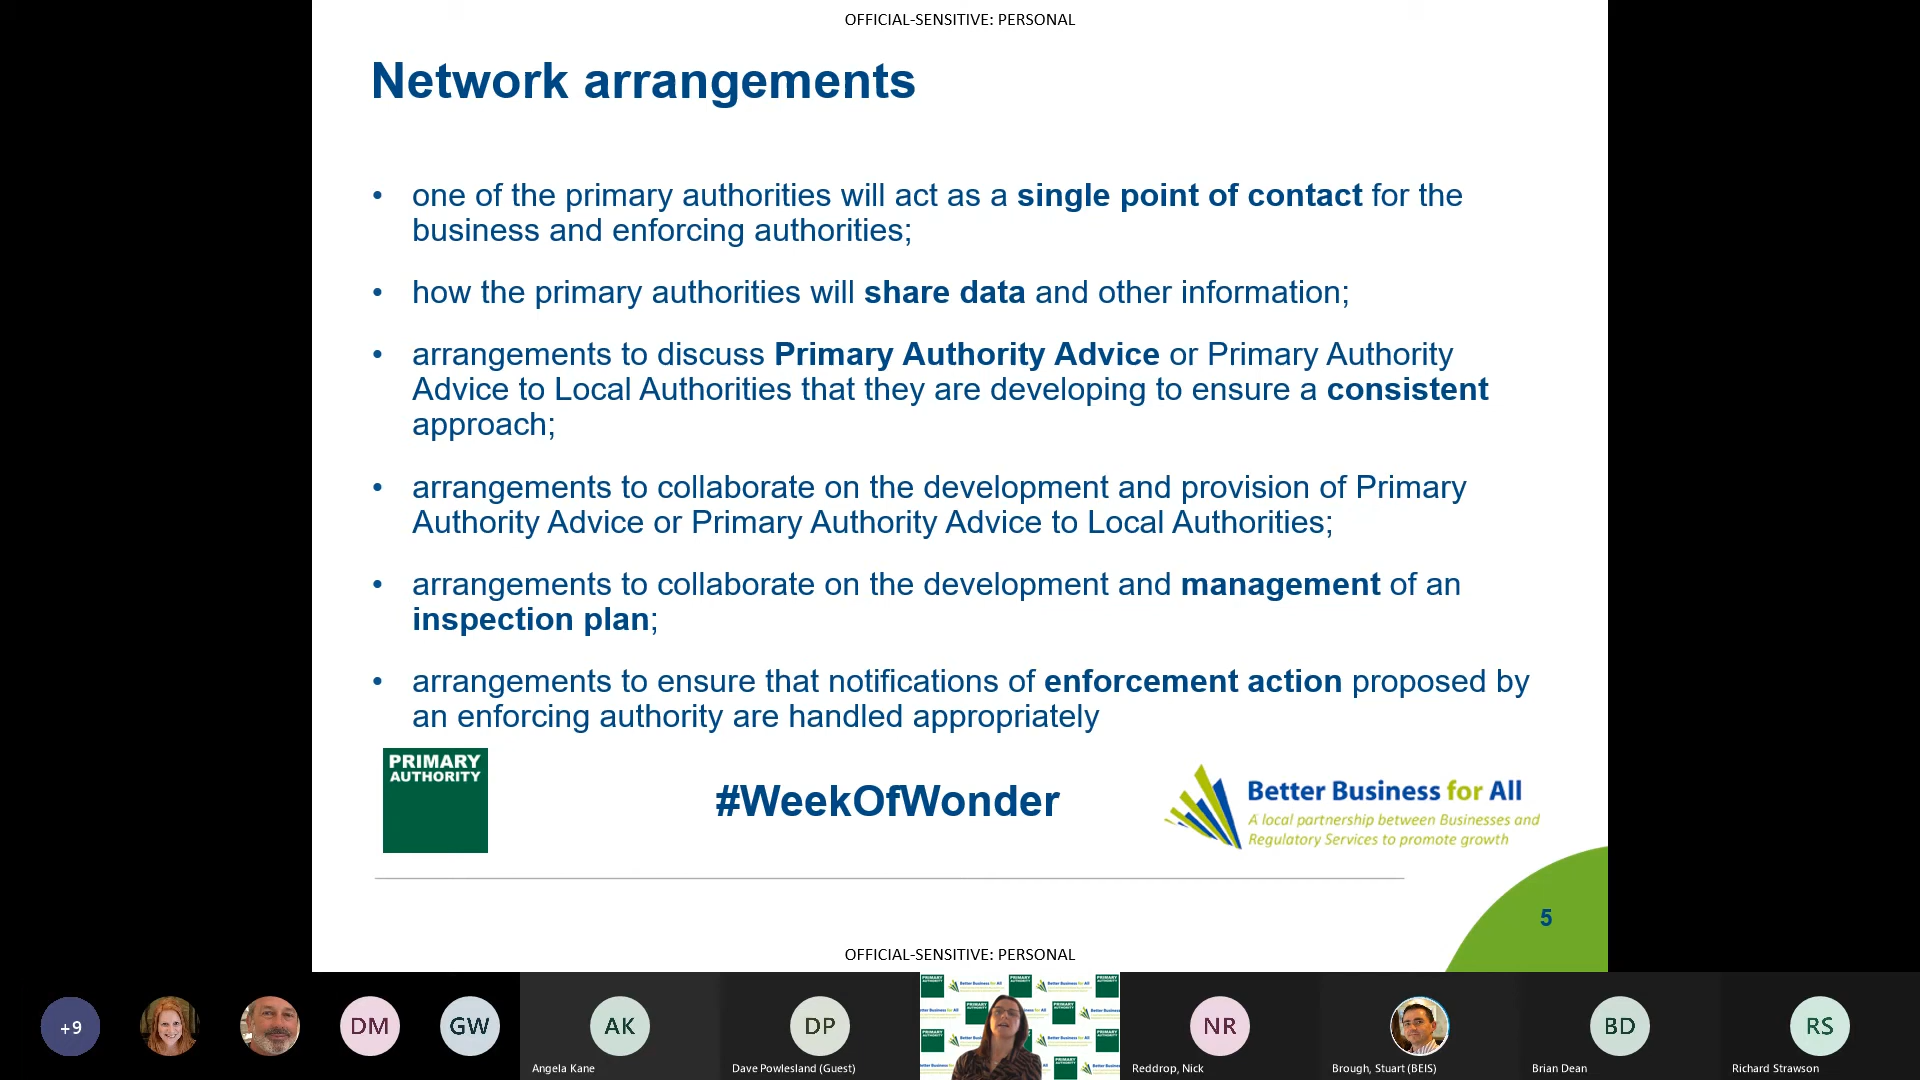 OFFICIAL-SENSITIVE: PERSONAL
Network arrangements
• one of the primary authorities will act as a single point of contact for the
business and enforcing authorities;
• how the primary authorities will share data and other information;
• arrangements to discuss Primary Authority Advice or Primary Authority
Advice to Local Authorities that they are developing to ensure a consistent
approach;
• arrangements to collaborate on the development and provision of Primary
Authority Advice or Primary Authority Advice to Local Authorities;
• arrangements to collaborate on the development and management of an
inspection plan;
• arrangements to ensure that notifications of enforcement action proposed by
an enforcing authority are handled appropriately
PRIMARY
AUTHORITY
#WeekOfWonder
Better Business for All
A local partnership between Businesses and
Regulatory Services to promote growth
5
OFFICIAL-SENSITIVE: PERSONAL
+9
DM
GW
AK
Angela Kane
DP
Dave Powlesland (Guest)
NR
Reddrop, Nick
Brough, Stuart (BEIS)
BD
Brian Dean
RS
Richard Strawson